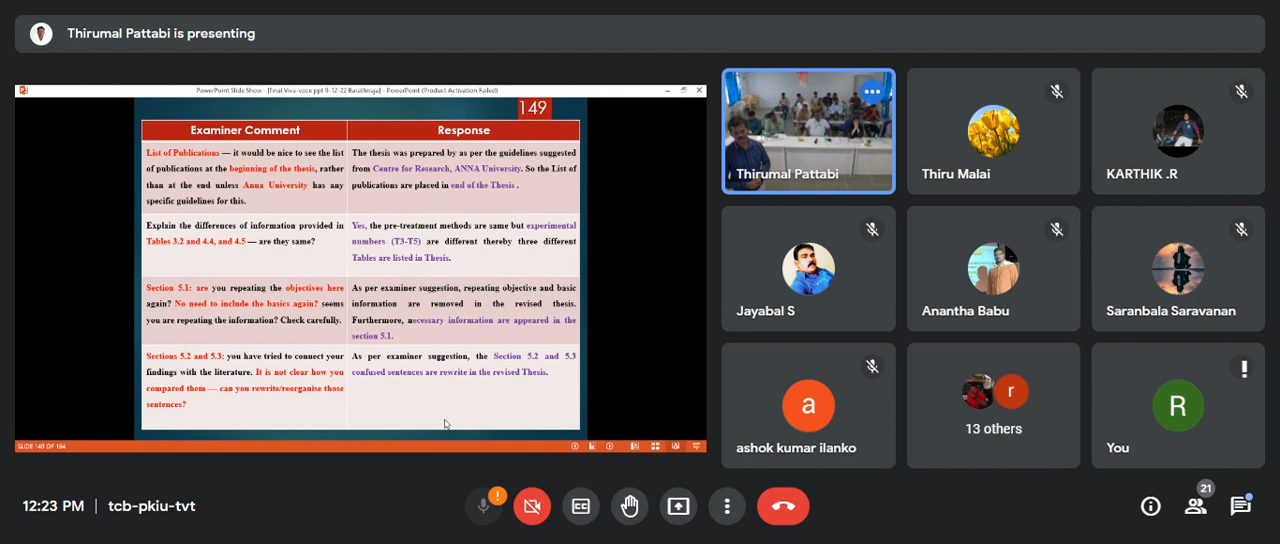 Thirumal Pattabi is presenting
PowerPoint Slide Show - [Final Viva-voce ppt 9-12-22 Barathiraja] - PowerPoint (Product Activation Failed)
149
Examiner Comment
Response
List of Publications — it would be nice to see the list
of publications at the beginning of the thesis, rather
than at the end unless Anna University has any
specific guidelines for this.
The thesis was prepared by as per the guidelines suggested
from Centre for Research, ANNA University. So the List of
publications are placed in end of the Thesis .
Explain the differences of information provided in
Tables 3.2 and 4.4, and 4.5 — are they same?
Yes, the pre-treatment methods are same but experimental
numbers (T3-T5) are different thereby three different
Tables are listed in Thesis.
Section 5.1: are you repeating the objectives here
again? No need to include the basics again? seems
you are repeating the information? Check carefully.
As per examiner suggestion, repeating objective and basic
information are removed in the revised thesis.
Furthermore, necessary information are appeared in the
section 5.1.
Sections 5.2 and 5.3: you have tried to connect your
findings with the literature. It is not clear how you
compared them — can you rewrite/reorganise those
sentences?
As per examiner suggestion, the Section 5.2 and 5.3
confused sentences are rewrite in the revised Thesis.
SLIDE 149 OF 164
Thirumal Pattabi
Thiru Malai
KARTHIK .R
Jayabal S
Anantha Babu
Saranbala Saravanan
a
ashok kumar ilanko
r
13 others
R
You
12:23 PM | tcb-pkiu-tvt
CC
21